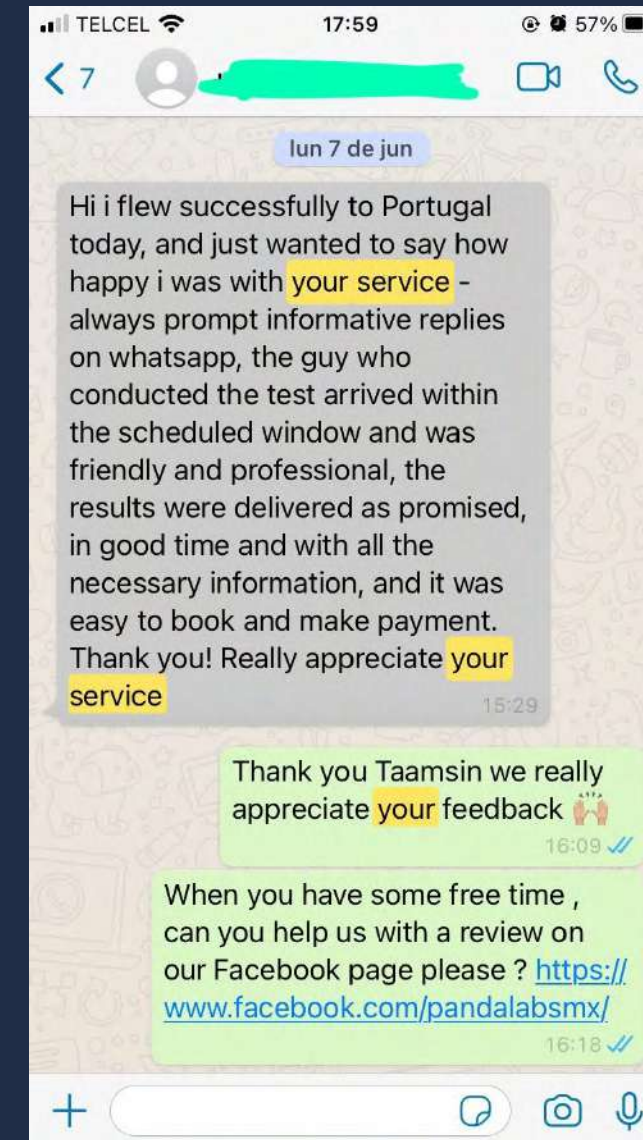 TELCEL 17:59 57%
7
lun 7 de jun
Hi i flew successfully to Portugal
today, and just wanted to say how
happy i was with your service -
always prompt informative replies
on whatsapp, the guy who
conducted the test arrived within
the scheduled window and was
friendly and professional, the
results were delivered as promised,
in good time and with all the
necessary information, and it was
easy to book and make payment.
Thank you! Really appreciate your
service
15:29
Thank you Taamsin we really
appreciate your feedback 🙌🏼
16:09
When you have some free time ,
can you help us with a review on
our Facebook page please ? https://
www.facebook.com/pandalabsmx/
16:18